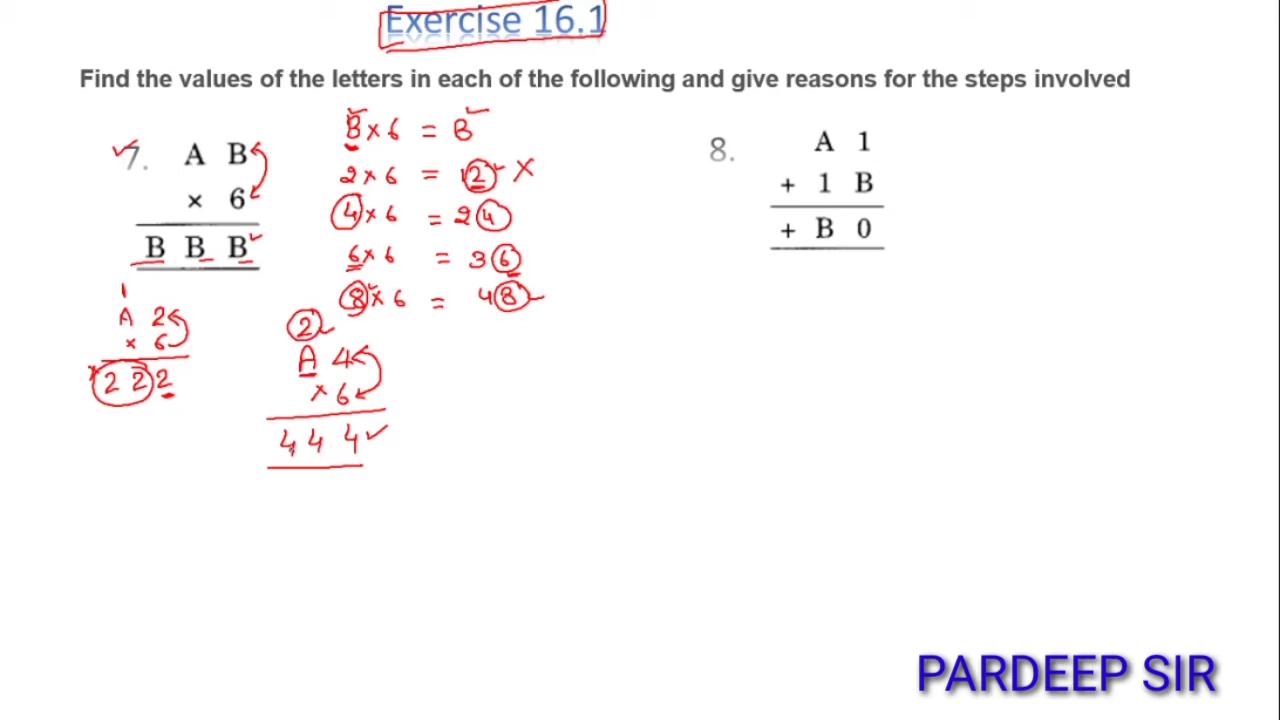 Exercise 16.1
Find the values of the letters in each of the following and give reasons for the steps involved
7.
A B
× 6
B B B
B × 6 = B
2 × 6 = 12 ×
4 × 6 = 24
6 × 6 = 36
8 × 6 = 48
1
A 2
× 6
2 2 2
2
A 4
× 6
4 4 4
8.
A 1
+ 1 B
+ B 0
PARDEEP SIR